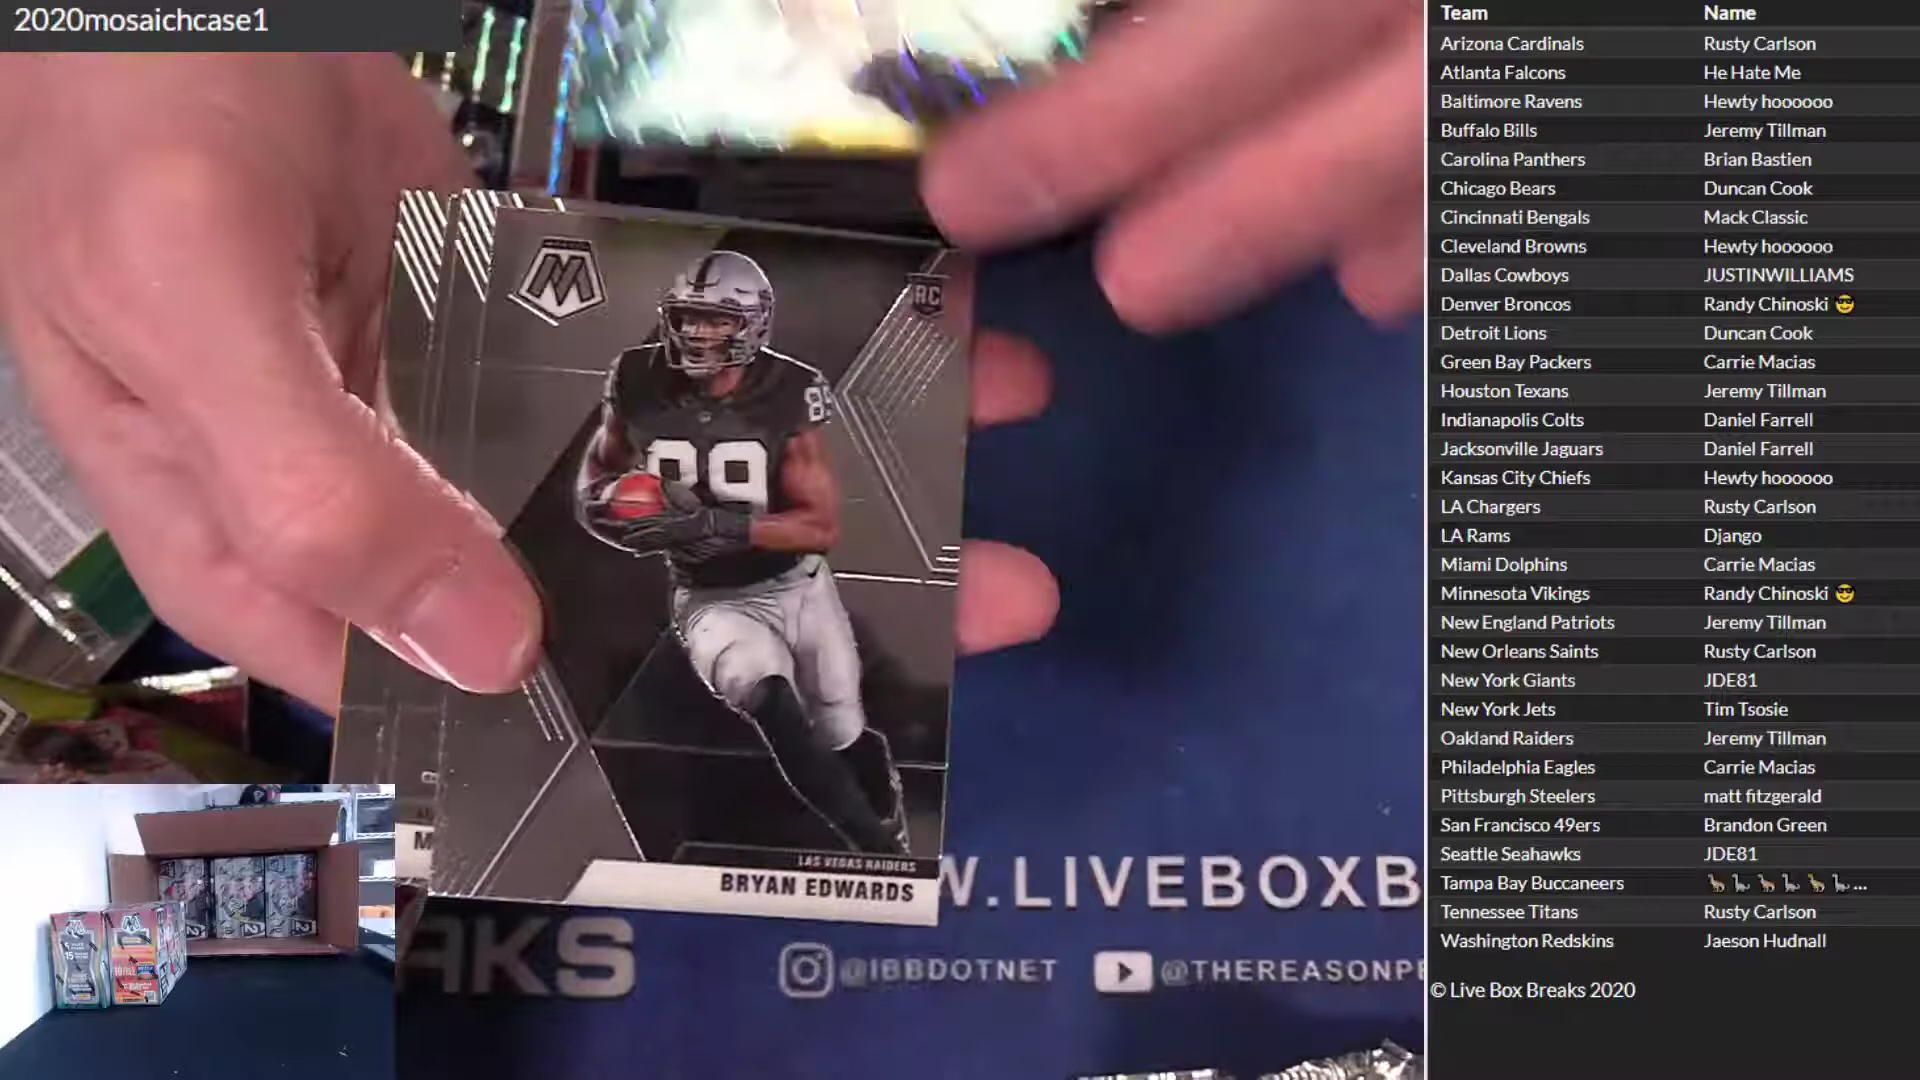 2020mosaichcase1
RC
89
LAS VEGAS RAIDERS
BRYAN EDWARDS
M
W.LIVEBOXB
AKS
@IBBDOTNET
@THEREASONPR
Team Name
Arizona Cardinals Rusty Carlson
Atlanta Falcons He Hate Me
Baltimore Ravens Hewty hoooooo
Buffalo Bills Jeremy Tillman
Carolina Panthers Brian Bastien
Chicago Bears Duncan Cook
Cincinnati Bengals Mack Classic
Cleveland Browns Hewty hoooooo
Dallas Cowboys JUSTINWILLIAMS
Denver Broncos Randy Chinoski 😎
Detroit Lions Duncan Cook
Green Bay Packers Carrie Macias
Houston Texans Jeremy Tillman
Indianapolis Colts Daniel Farrell
Jacksonville Jaguars Daniel Farrell
Kansas City Chiefs Hewty hoooooo
LA Chargers Rusty Carlson
LA Rams Django
Miami Dolphins Carrie Macias
Minnesota Vikings Randy Chinoski 😎
New England Patriots Jeremy Tillman
New Orleans Saints Rusty Carlson
New York Giants JDE81
New York Jets Tim Tsosie
Oakland Raiders Jeremy Tillman
Philadelphia Eagles Carrie Macias
Pittsburgh Steelers matt fitzgerald
San Francisco 49ers Brandon Green
Seattle Seahawks JDE81
Tampa Bay Buccaneers 🦒🦕🦒🦕🦒🦕...
Tennessee Titans Rusty Carlson
Washington Redskins Jaeson Hudnall
© Live Box Breaks 2020